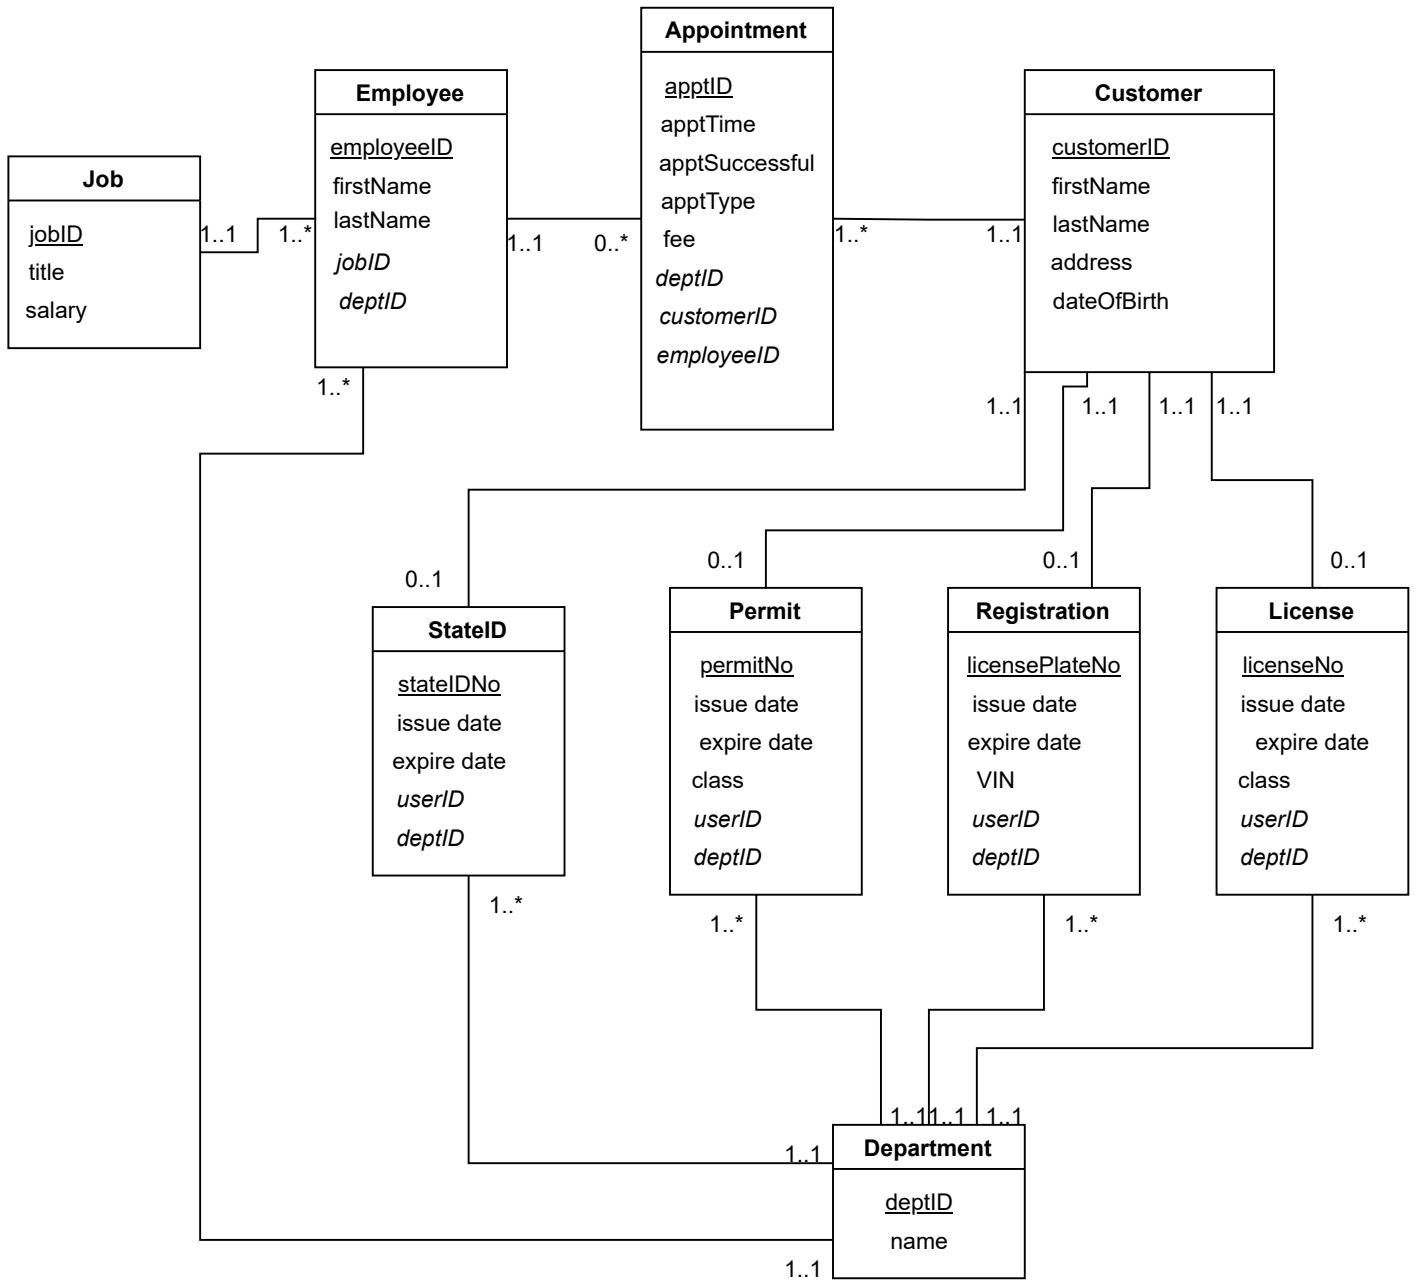 Appointment
apptID
apptTime
apptSuccessful
apptType
fee
deptID
customerID
employeeID
Employee
employeeID
firstName
lastName
jobID
deptID
Customer
customerID
firstName
lastName
address
dateOfBirth
Job
jobID
title
salary
1..1
1..*
1..1
0..*
1..*
1..1
1..*
1..1
1..1
1..1
1..1
0..1
0..1
0..1
0..1
StateID
stateIDNo
issue date
expire date
userID
deptID
Permit
permitNo
issue date
expire date
class
userID
deptID
Registration
licensePlateNo
issue date
expire date
VIN
userID
deptID
License
licenseNo
issue date
expire date
class
userID
deptID
1..*
1..*
1..*
1..*
1..1
1..1
1..1
1..1
Department
deptID
name
1..1